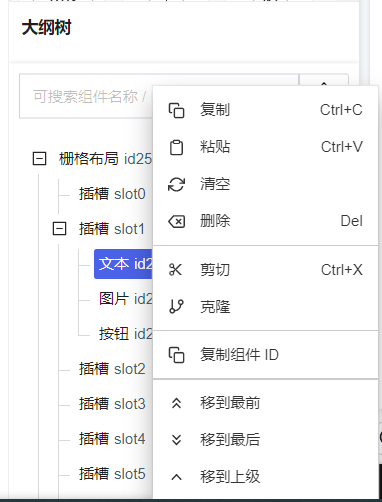 大纲树
可搜索组件名称 /
栅格布局 id25
插槽 slot0
插槽 slot1
文本 id2
图片 id2
按钮 id2
插槽 slot2
插槽 slot3
插槽 slot4
插槽 slot5
复制 Ctrl+C
粘贴 Ctrl+V
清空
删除 Del
剪切 Ctrl+X
克隆
复制组件 ID
移到最前
移到最后
移到上级